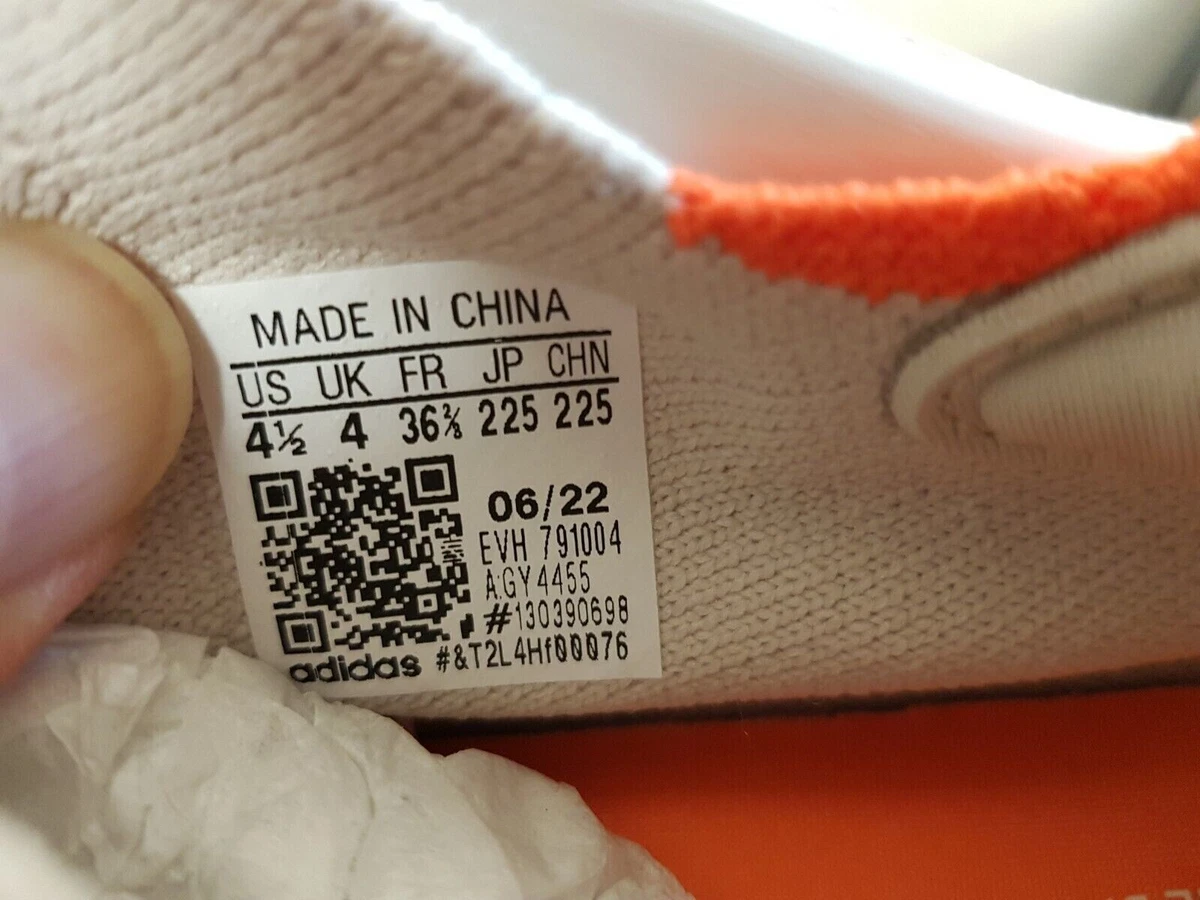 MADE IN CHINA
US UK FR JP CHN
4½ 4 36⅔ 225 225
06/22
EVH 791004
A:GY4455
#130390698
adidas #&T2L4Hf00076